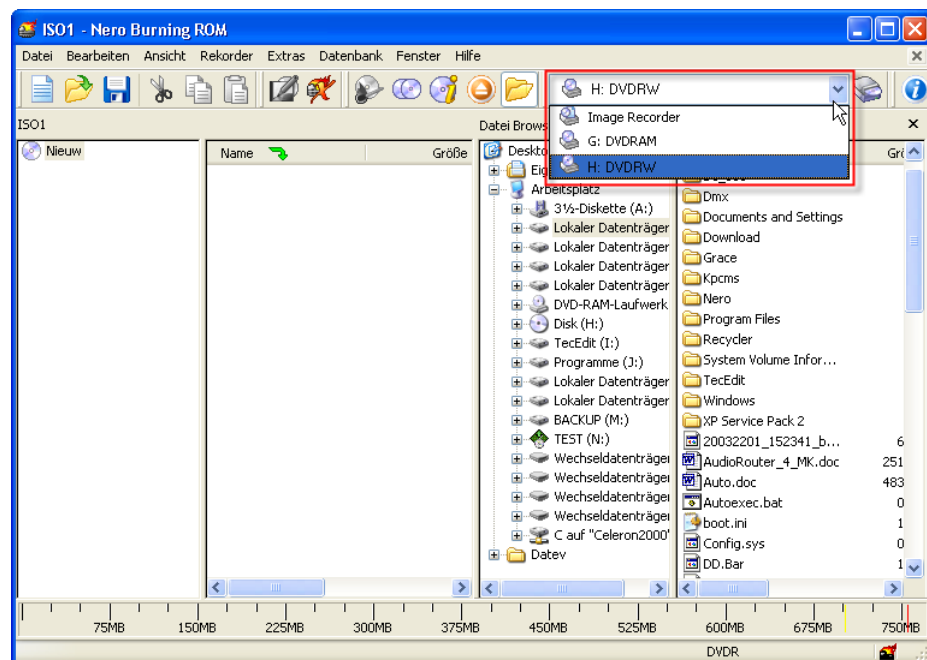 ISO1 - Nero Burning ROM
Datei Bearbeiten Ansicht Rekorder Extras Datenbank Fenster Hilfe
H: DVDRW
Image Recorder
G: DVDRAM
H: DVDRW
ISO1
Datei Brows
Nieuw
Name Größe
Deskto
Eig
Arbeitsplatz
3½-Diskette (A:)
Lokaler Datenträger
Lokaler Datenträger
Lokaler Datenträger
Lokaler Datenträger
DVD-RAM-Laufwerk
Disk (H:)
TecEdit (I:)
Programme (J:)
Lokaler Datenträger
Lokaler Datenträger
BACKUP (M:)
TEST (N:)
Wechseldatenträger
Wechseldatenträger
Wechseldatenträger
Wechseldatenträger
C auf "Celeron2000"
Datev
Grö
Dmx
Documents and Settings
Download
Grace
Kpcms
Nero
Program Files
Recycler
System Volume Infor...
TecEdit
Windows
XP Service Pack 2
20032201_152341_b... 6
AudioRouter_4_MK.doc 251
Auto.doc 483
Autoexec.bat 0
boot.ini 1
Config.sys 0
DD.Bar 1
75MB 150MB 225MB 300MB 375MB 450MB 525MB 600MB 675MB 750MB
DVDR